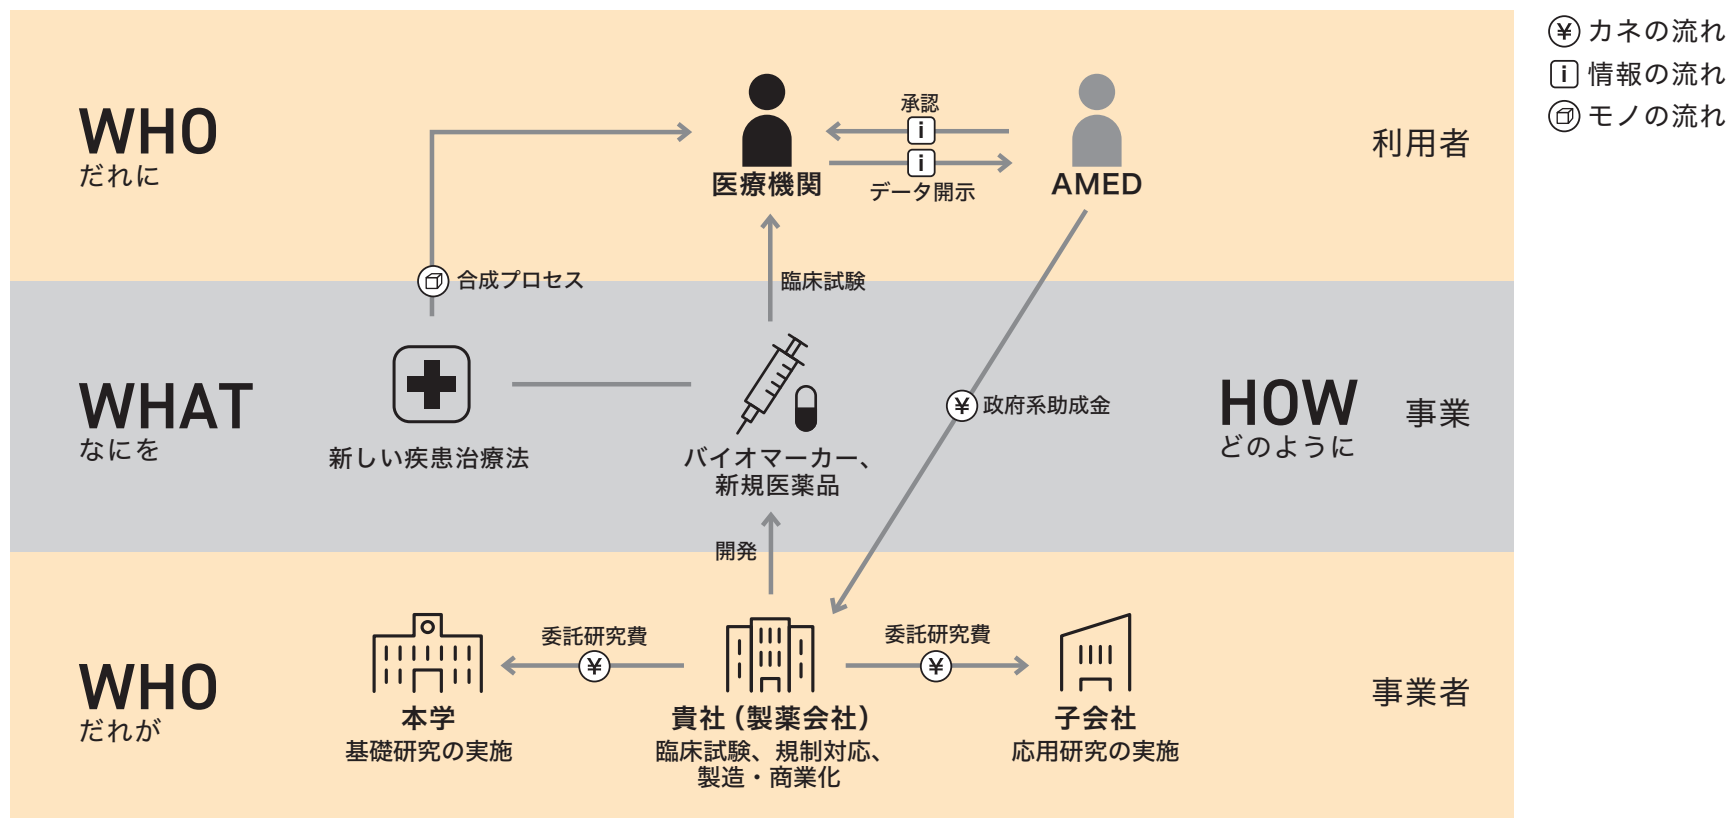 ¥ カネの流れ
i 情報の流れ
モノの流れ
WHO
だれに
利用者
承認
i
i
データ開示
医療機関
AMED
合成プロセス
臨床試験
WHAT
なにを
¥ 政府系助成金
HOW
どのように
事業
新しい疾患治療法
バイオマーカー、
新規医薬品
開発
WHO
だれが
事業者
委託研究費
¥
委託研究費
¥
本学
基礎研究の実施
貴社（製薬会社）
臨床試験、規制対応、
製造・商業化
子会社
応用研究の実施